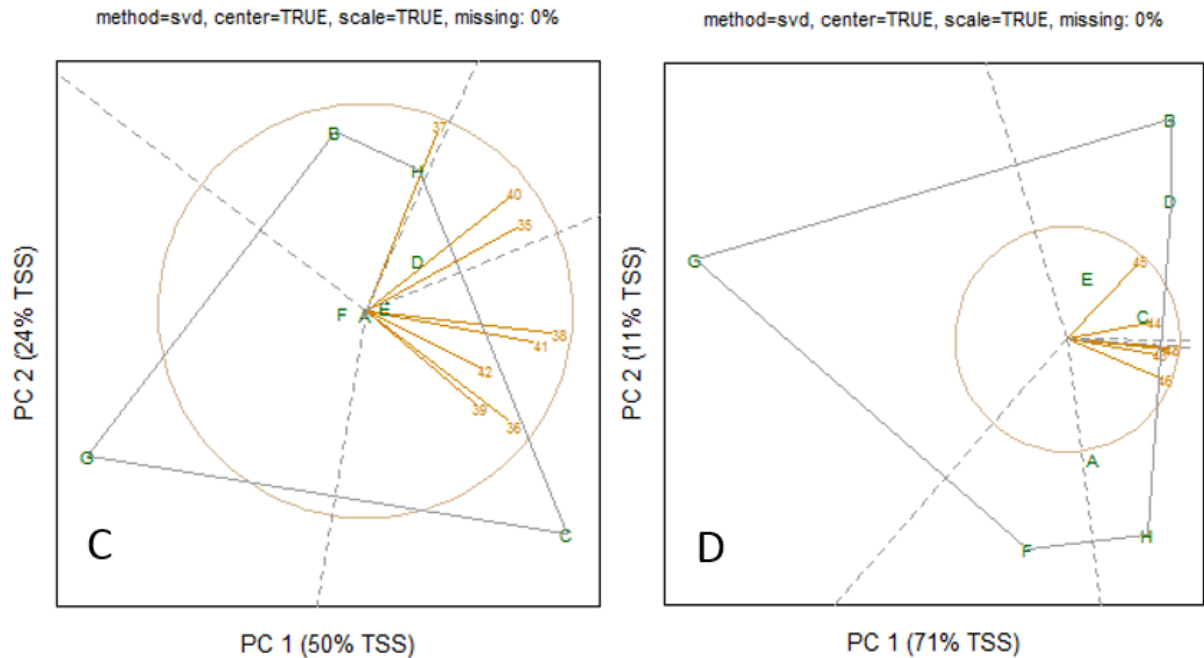 method=svd, center=TRUE, scale=TRUE, missing: 0%
37
B
H
40
35
D
F
A
E
38
41
42
39
36
G
C
C
PC 2 (24% TSS)
PC 1 (50% TSS)
method=svd, center=TRUE, scale=TRUE, missing: 0%
B
D
G
45
E
C
44
46
A
F
H
D
PC 2 (11% TSS)
PC 1 (71% TSS)